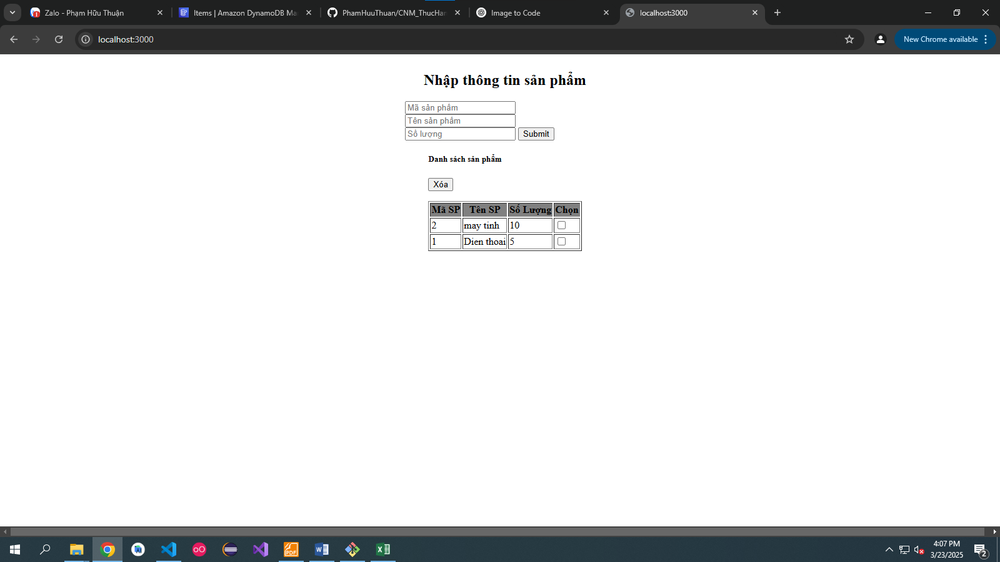 Zalo - Phạm Hữu Thuận
Items | Amazon DynamoDB Ma
PhamHuuThuan/CNM_ThucHan
Image to Code
localhost:3000
localhost:3000
New Chrome available
Nhập thông tin sản phẩm
Mã sản phẩm
Tên sản phẩm
Số lượng Submit
Danh sách sản phẩm
Xóa
Mã SP Tên SP Số Lượng Chọn
2 may tinh 10
1 Dien thoai 5
4:07 PM
3/23/2025
2